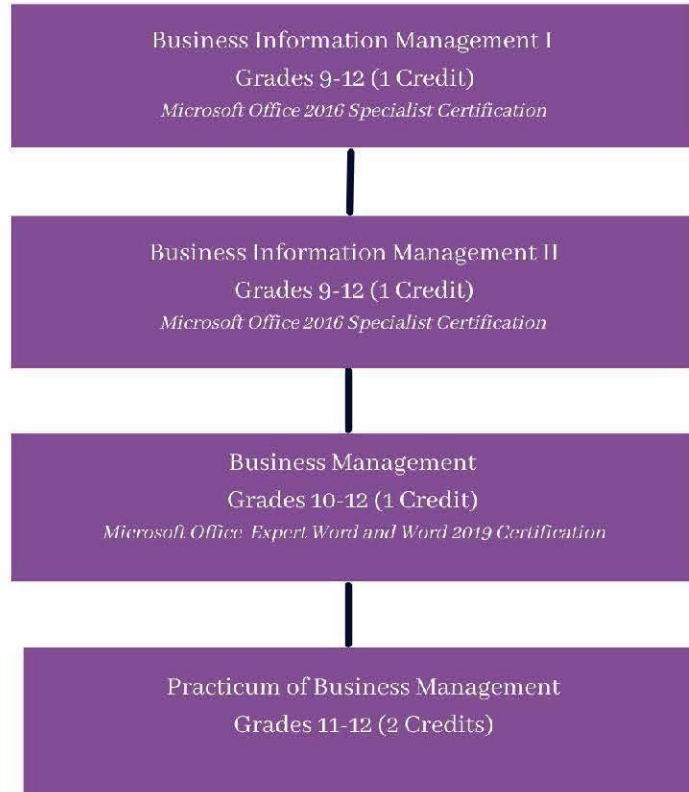 Business Information Management I
Grades 9-12 (1 Credit)
Microsoft Office 2016 Specialist Certification
Business Information Management II
Grades 9-12 (1 Credit)
Microsoft Office 2016 Specialist Certification
Business Management
Grades 10-12 (1 Credit)
Microsoft Office Expert Word and Word 2019 Certification
Practicum of Business Management
Grades 11-12 (2 Credits)